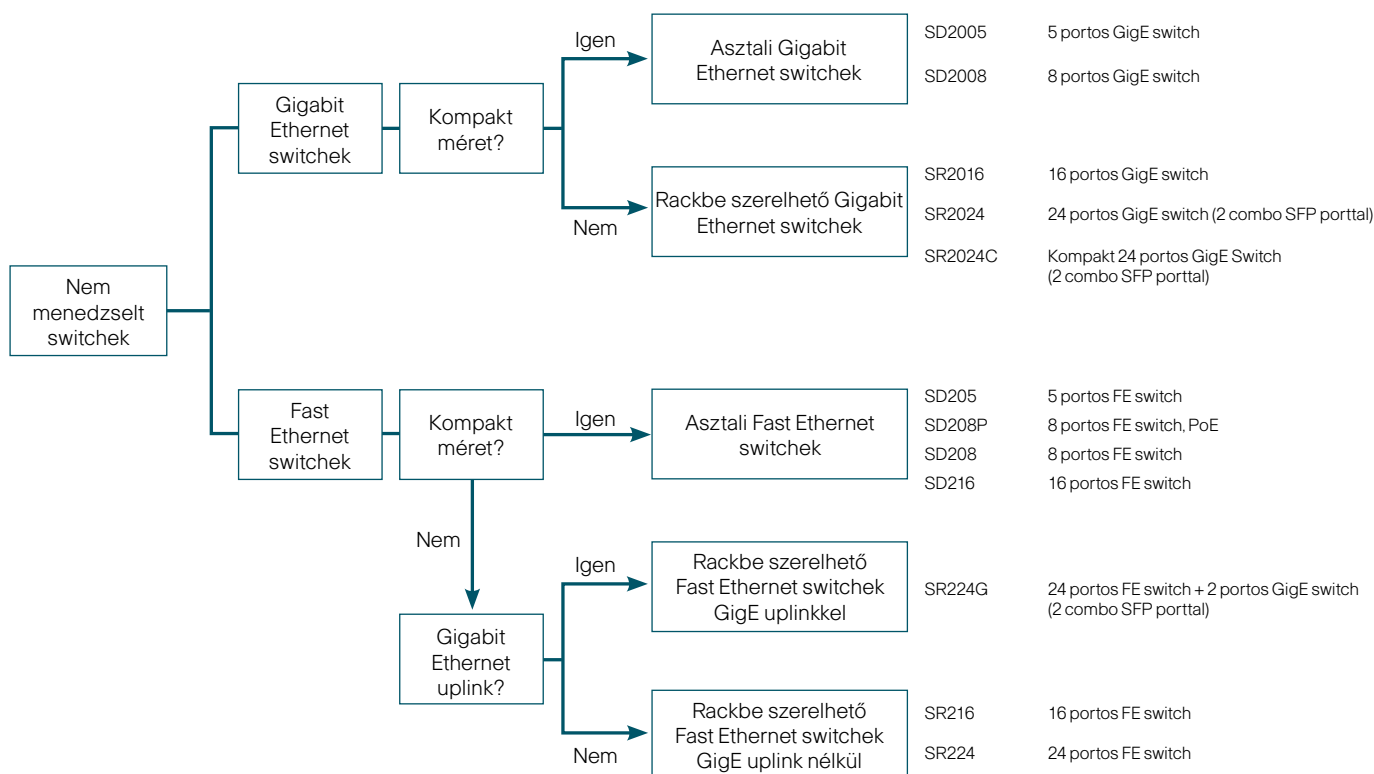 Nem
menedzselt
switchek
Gigabit
Ethernet
switchek
Kompakt
méret?
Igen
Asztali Gigabit
Ethernet switchek
SD2005 5 portos GigE switch
SD2008 8 portos GigE switch
Nem
Rackbe szerelhető Gigabit
Ethernet switchek
SR2016 16 portos GigE switch
SR2024 24 portos GigE switch (2 combo SFP porttal)
SR2024C Kompakt 24 portos GigE Switch
(2 combo SFP porttal)
Fast
Ethernet
switchek
Kompakt
méret?
Igen
Asztali Fast Ethernet
switchek
SD205 5 portos FE switch
SD208P 8 portos FE switch, PoE
SD208 8 portos FE switch
SD216 16 portos FE switch
Nem
Gigabit
Ethernet
uplink?
Igen
Rackbe szerelhető
Fast Ethernet switchek
GigE uplinkkel
SR224G 24 portos FE switch + 2 portos GigE switch
(2 combo SFP porttal)
Nem
Rackbe szerelhető
Fast Ethernet switchek
GigE uplink nélkül
SR216 16 portos FE switch
SR224 24 portos FE switch